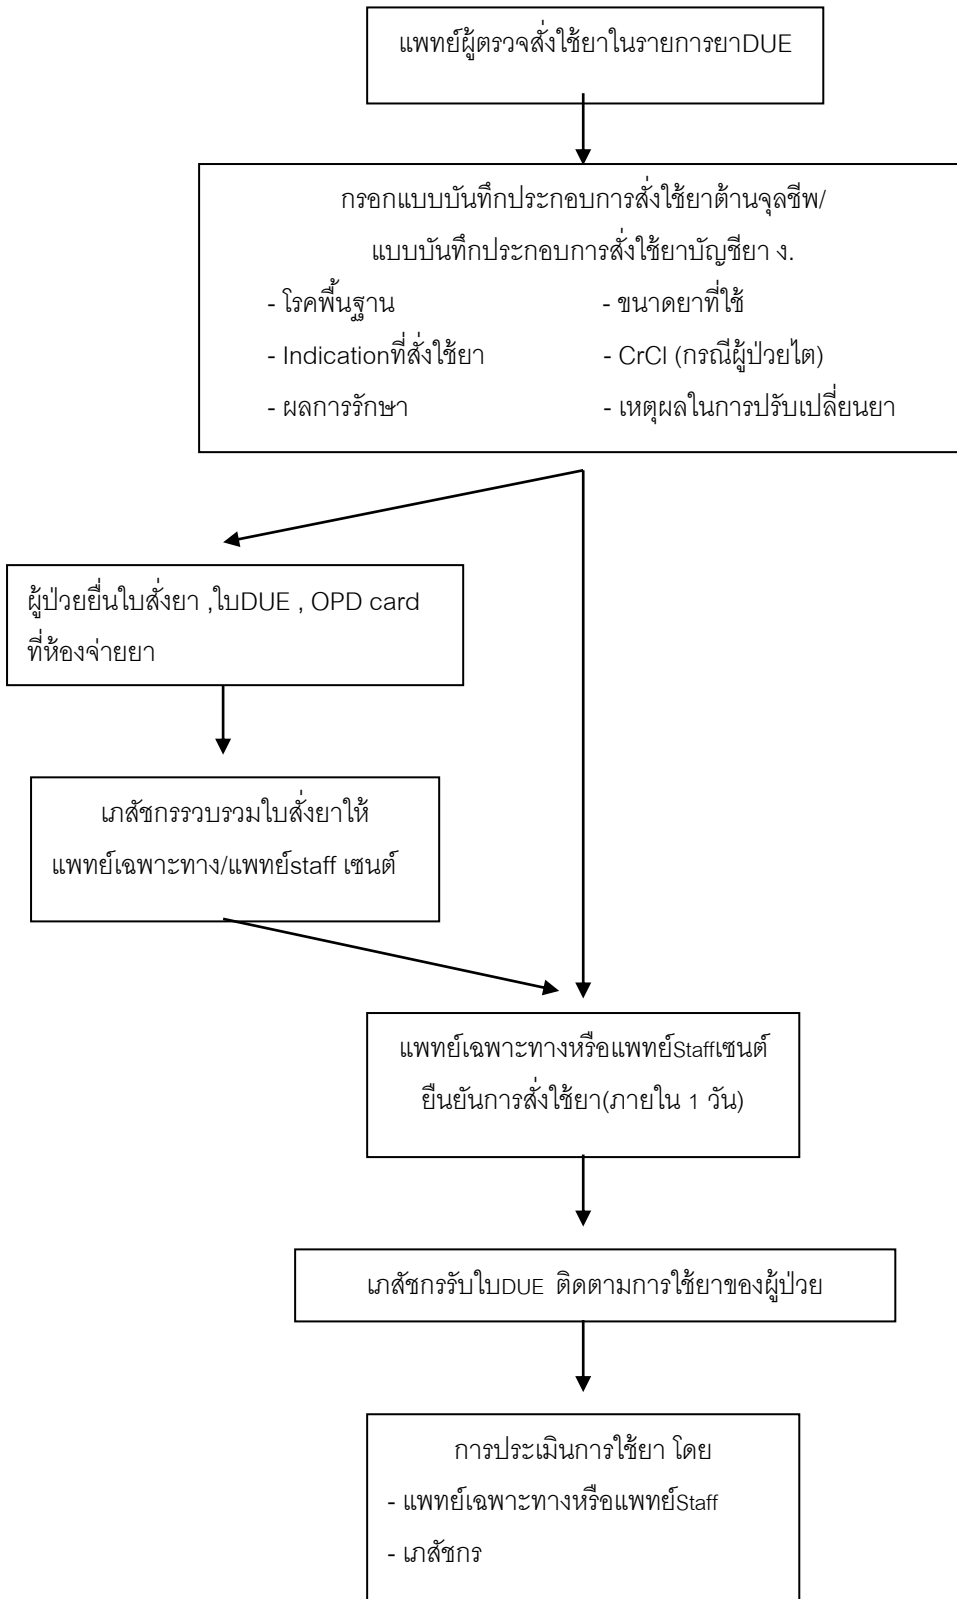 แพทย์ผู้ตรวจสั่งใช้ยาในรายการยาDUE
กรอกแบบบันทึกประกอบการสั่งใช้ยาต้านจุลชีพ/
แบบบันทึกประกอบการสั่งใช้ยาบัญชียา ง.
- โรคพื้นฐาน - ขนาดยาที่ใช้
- Indicationที่สั่งใช้ยา - CrCl (กรณีผู้ป่วยไต)
- ผลการรักษา - เหตุผลในการปรับเปลี่ยนยา
ผู้ป่วยยื่นใบสั่งยา ,ใบDUE , OPD card
ที่ห้องจ่ายยา
เภสัชกรรวบรวมใบสั่งยาให้
แพทย์เฉพาะทาง/แพทย์staff เซนต์
แพทย์เฉพาะทางหรือแพทย์Staffเซนต์
ยืนยันการสั่งใช้ยา(ภายใน 1 วัน)
เภสัชกรรับใบDUE ติดตามการใช้ยาของผู้ป่วย
การประเมินการใช้ยา โดย
- แพทย์เฉพาะทางหรือแพทย์Staff
- เภสัชกร